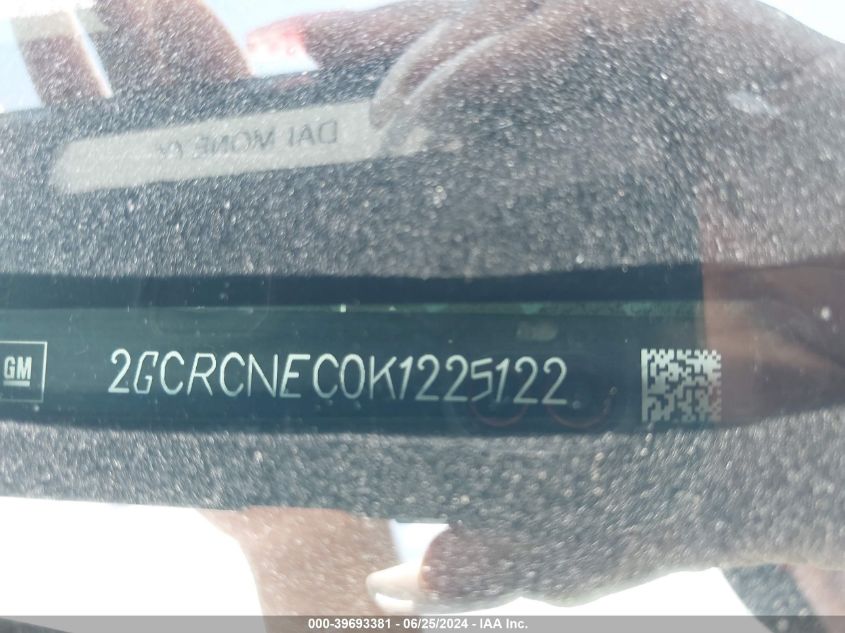 GM
2GCRCNEC0K1225122
000-39693381 - 06/25/2024 - IAA Inc.